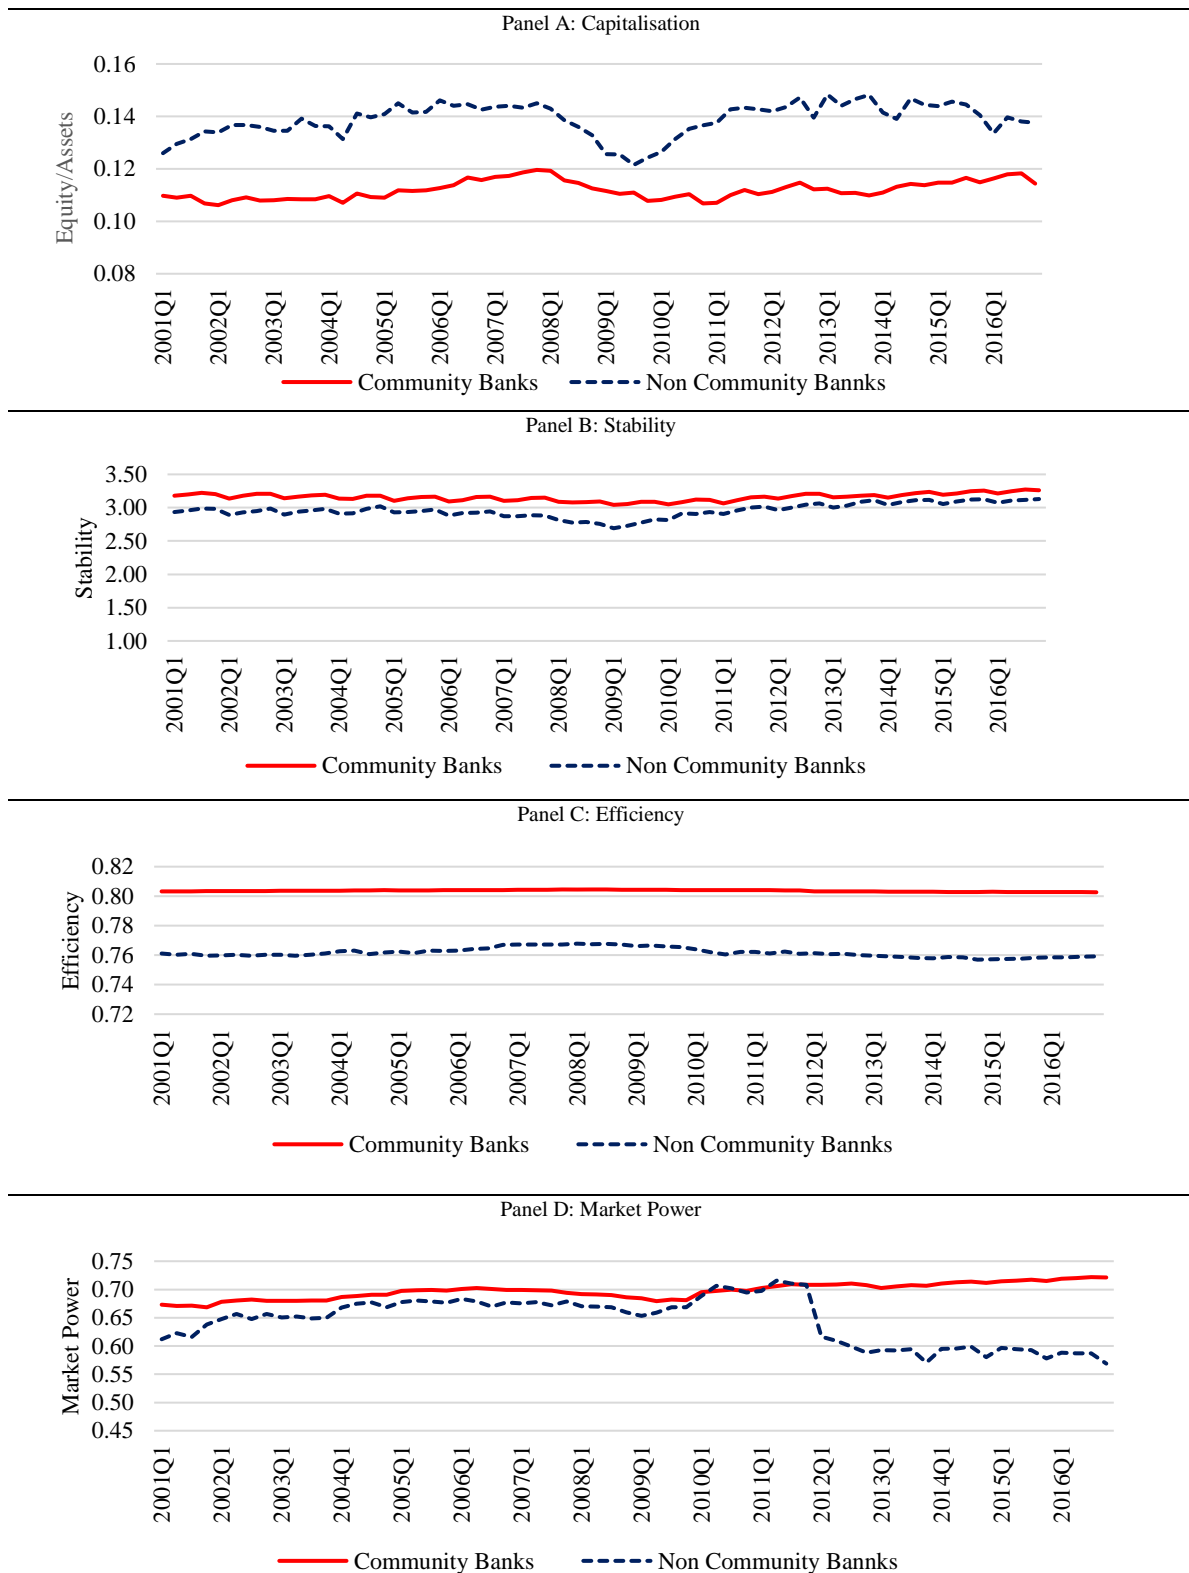 Panel A: Capitalisation
0.16
0.14
0.12
0.10
0.08
Equity/Assets
2001Q1 2002Q1 2003Q1 2004Q1 2005Q1 2006Q1 2007Q1 2008Q1 2009Q1 2010Q1 2011Q1 2012Q1 2013Q1 2014Q1 2015Q1 2016Q1
Community Banks Non Community Bannks
Panel B: Stability
3.50
3.00
2.50
2.00
1.50
1.00
Stability
2001Q1 2002Q1 2003Q1 2004Q1 2005Q1 2006Q1 2007Q1 2008Q1 2009Q1 2010Q1 2011Q1 2012Q1 2013Q1 2014Q1 2015Q1 2016Q1
Community Banks Non Community Bannks
Panel C: Efficiency
0.82
0.80
0.78
0.76
0.74
0.72
Efficiency
2001Q1 2002Q1 2003Q1 2004Q1 2005Q1 2006Q1 2007Q1 2008Q1 2009Q1 2010Q1 2011Q1 2012Q1 2013Q1 2014Q1 2015Q1 2016Q1
Community Banks Non Community Bannks
Panel D: Market Power
0.75
0.70
0.65
0.60
0.55
0.50
0.45
Market Power
2001Q1 2002Q1 2003Q1 2004Q1 2005Q1 2006Q1 2007Q1 2008Q1 2009Q1 2010Q1 2011Q1 2012Q1 2013Q1 2014Q1 2015Q1 2016Q1
Community Banks Non Community Bannks